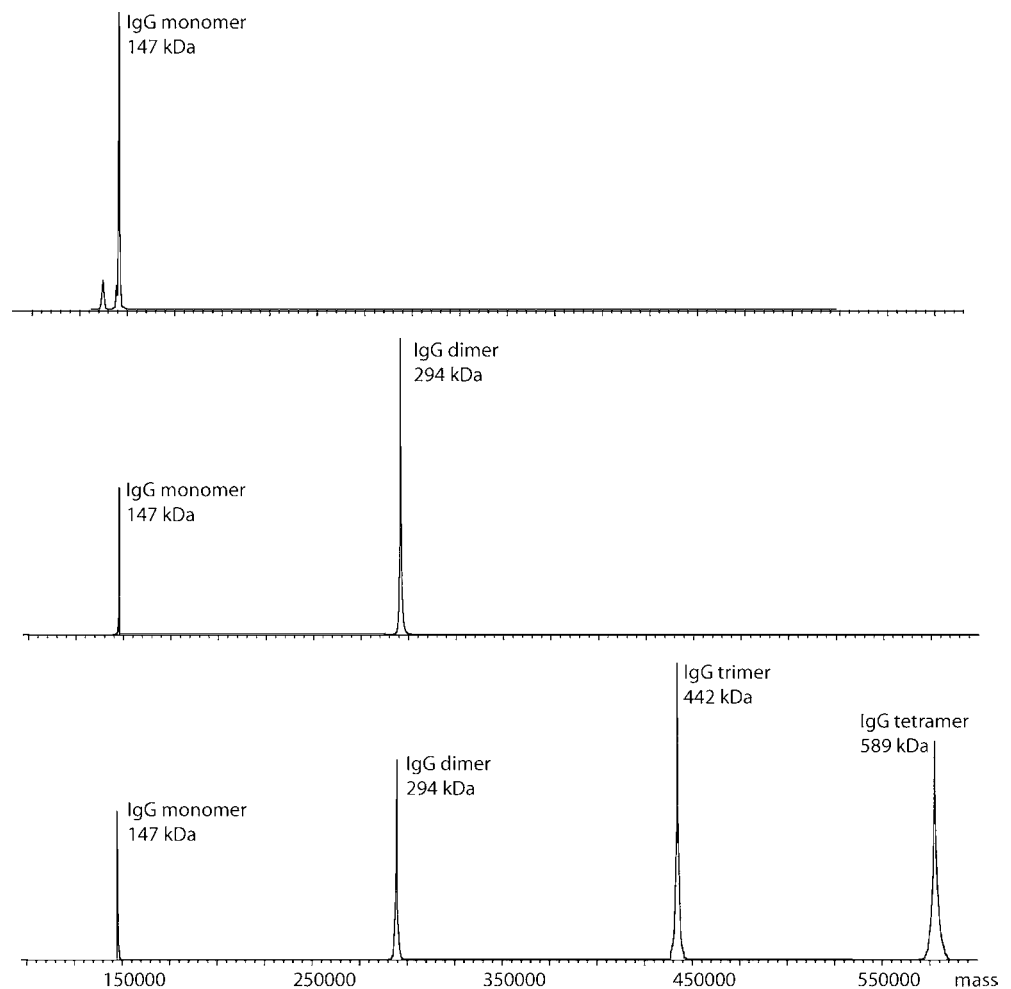 IgG monomer
147 kDa
IgG dimer
294 kDa
IgG monomer
147 kDa
IgG trimer
442 kDa
IgG tetramer
589 kDa
IgG dimer
294 kDa
IgG monomer
147 kDa
150000 250000 350000 450000 550000 mass